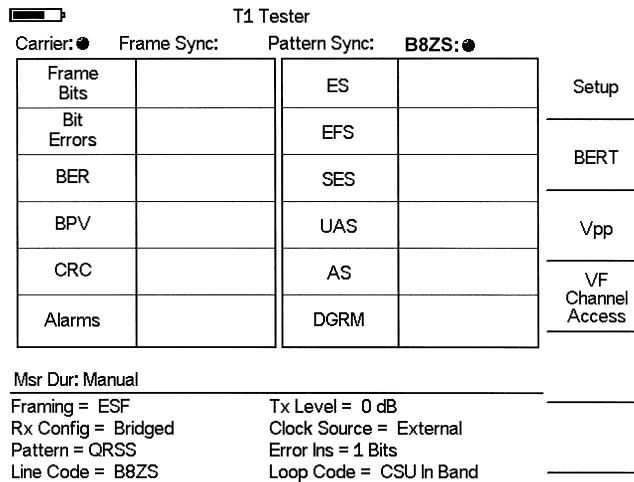 T1 Tester
Carrier: Frame Sync: Pattern Sync: B8ZS:
Frame Bits
Bit Errors
BER
BPV
CRC
Alarms
ES
EFS
SES
UAS
AS
DGRM
Setup
BERT
Vpp
VF
Channel
Access
Msr Dur: Manual
Framing = ESF
Rx Config = Bridged
Pattern = QRSS
Line Code = B8ZS
Tx Level = 0 dB
Clock Source = External
Error Ins = 1 Bits
Loop Code = CSU In Band